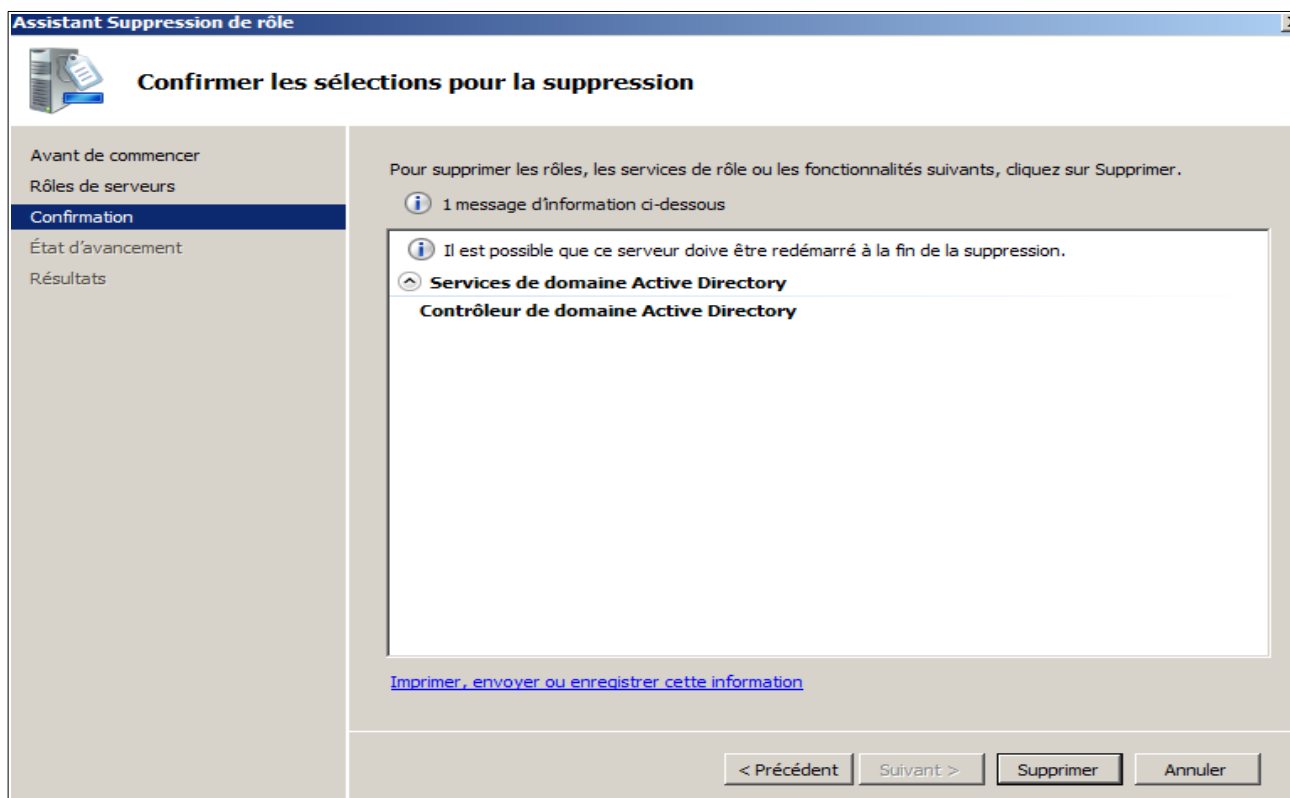 Assistant Suppression de rôle
Confirmer les sélections pour la suppression
Avant de commencer
Rôles de serveurs
Confirmation
État d'avancement
Résultats
Pour supprimer les rôles, les services de rôle ou les fonctionnalités suivants, cliquez sur Supprimer.
1 message d'information ci-dessous
Il est possible que ce serveur doive être redémarré à la fin de la suppression.
Services de domaine Active Directory
Contrôleur de domaine Active Directory
Imprimer, envoyer ou enregistrer cette information
< Précédent
Suivant >
Supprimer
Annuler